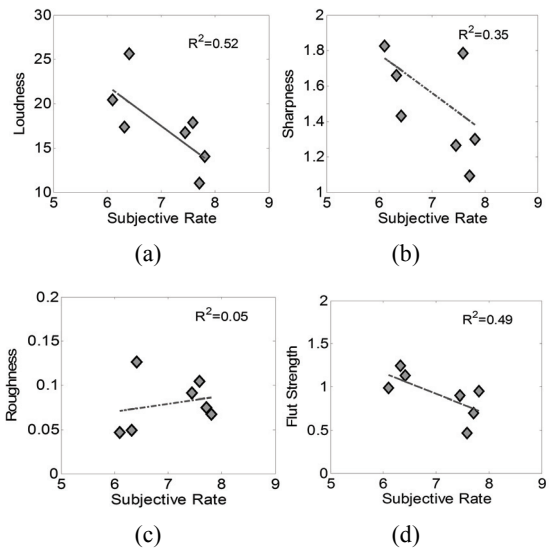 30
25
20
15
10
Loudness
R²=0.52
5 6 7 8 9
Subjective Rate
(a)
2
1.8
1.6
1.4
1.2
1
Sharpness
R²=0.35
5 6 7 8 9
Subjective Rate
(b)
0.2
0.15
0.1
0.05
0
Roughness
R²=0.05
5 6 7 8 9
Subjective Rate
(c)
2
1.5
1
0.5
0
Flut Strength
R²=0.49
5 6 7 8 9
Subjective Rate
(d)